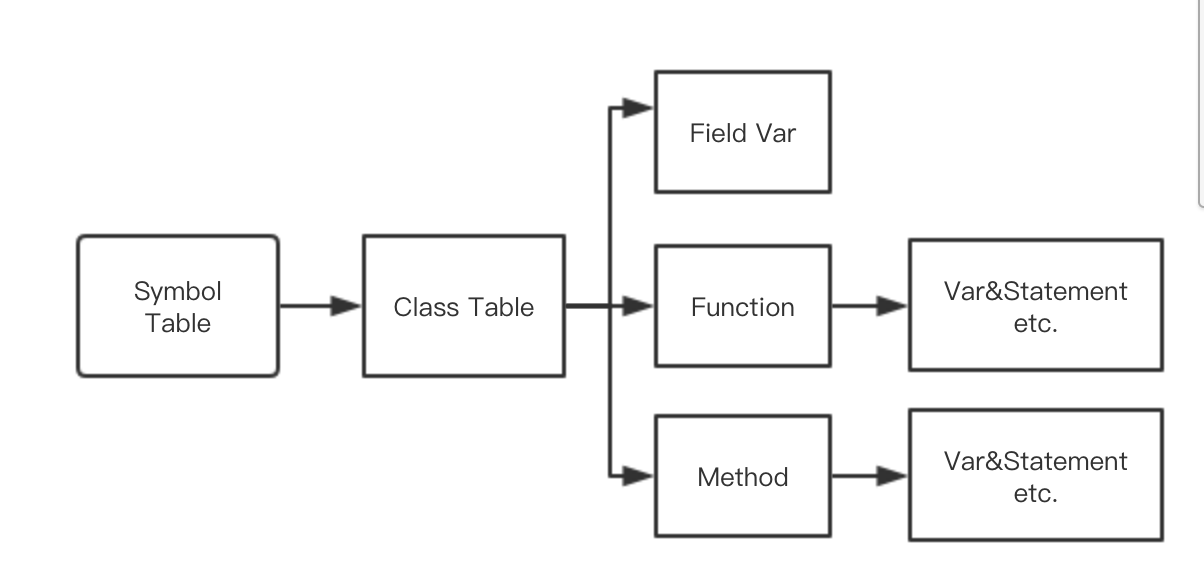 Field Var
Symbol
Table
Class Table
Function
Var&Statement
etc.
Method
Var&Statement
etc.